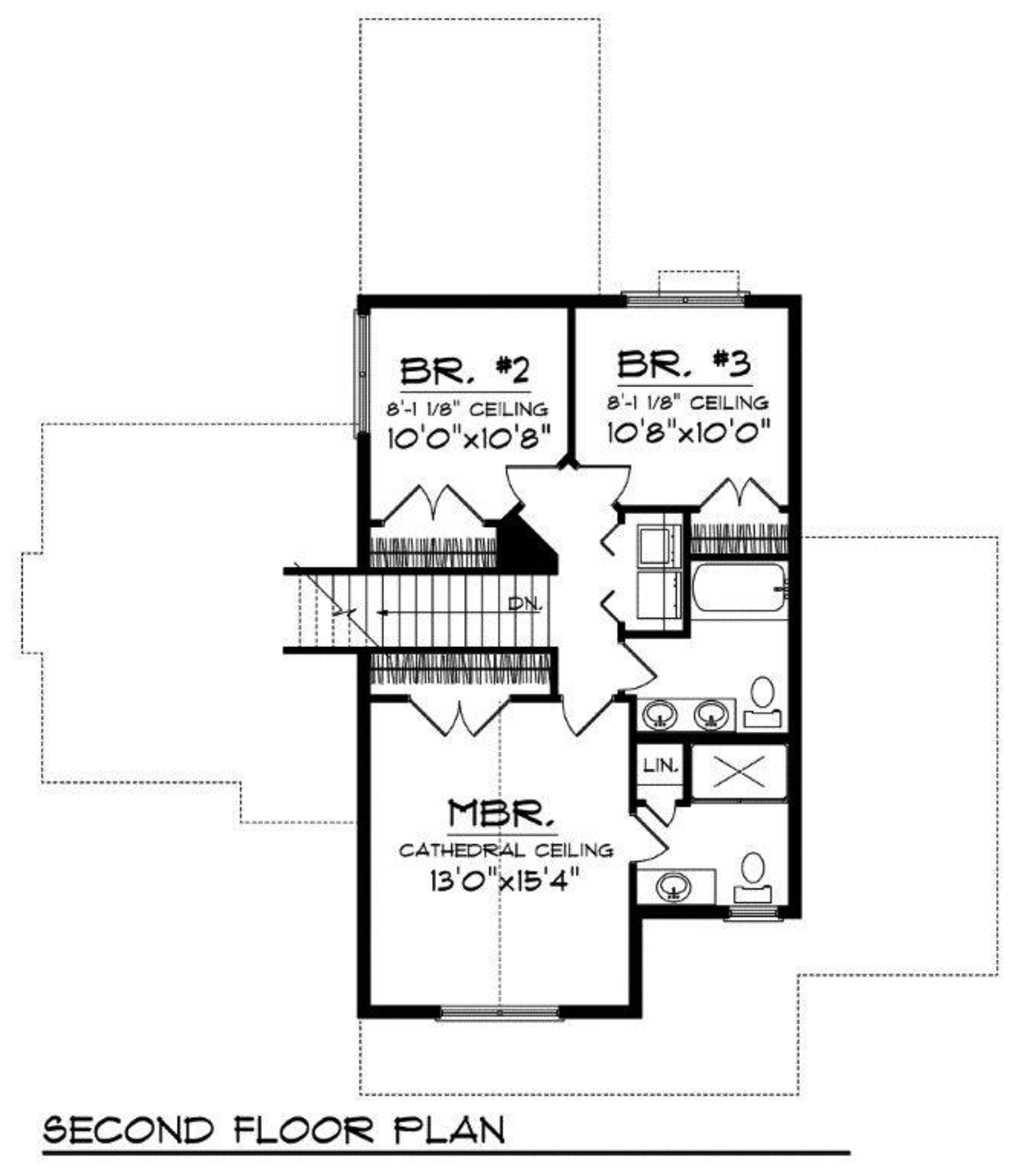 BR. #2
8'-1 1/8" CEILING
10'0"x10'8"
BR. #3
8'-1 1/8" CEILING
10'8"x10'0"
DN.
LIN.
MBR.
CATHEDRAL CEILING
13'0"x15'4"
SECOND FLOOR PLAN